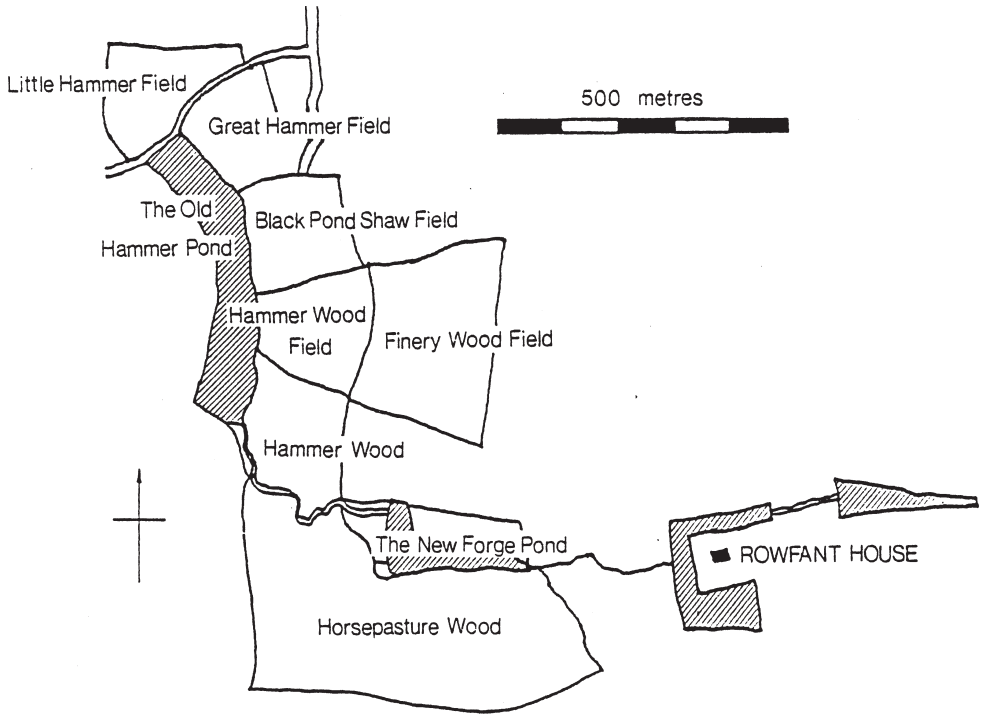 Little Hammer Field
500 metres
Great Hammer Field
The Old
Hammer Pond
Black Pond Shaw Field
Hammer Wood
Field
Finery Wood Field
Hammer Wood
The New Forge Pond
ROWFANT HOUSE
Horsepasture Wood